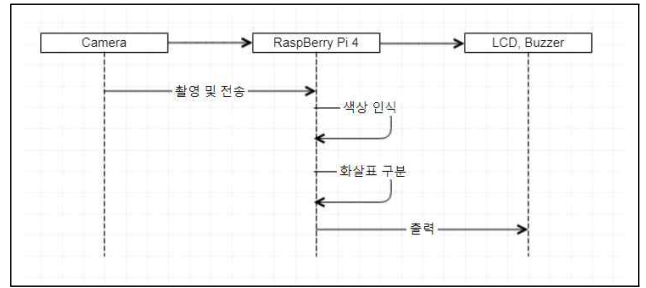 Camera
RaspBerry Pi 4
LCD, Buzzer
촬영 및 전송
색상 인식
화살표 구분
출력